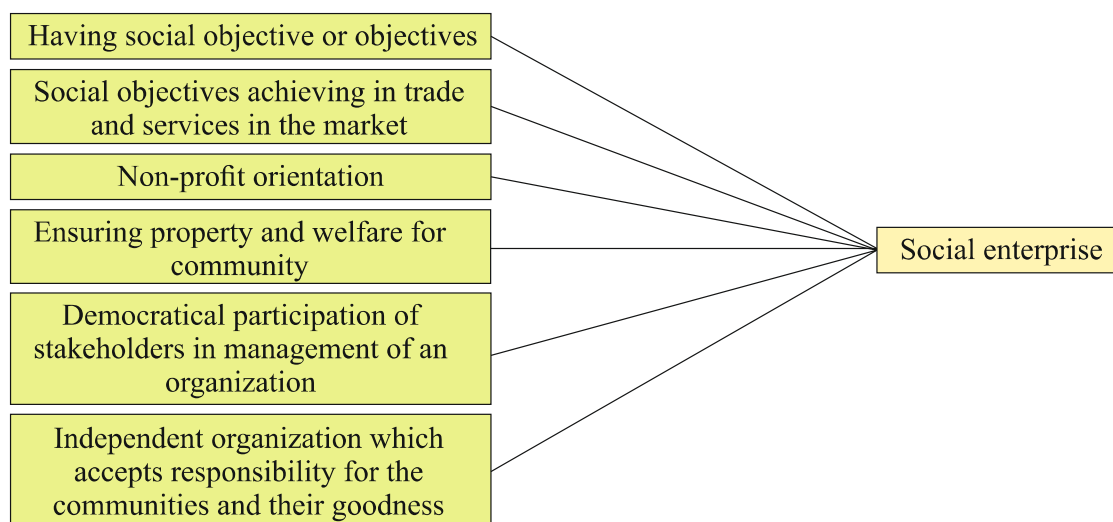 Having social objective or objectives
Social objectives achieving in trade
and services in the market
Non-profit orientation
Ensuring property and welfare for
community
Democratical participation of
stakeholders in management of an
organization
Independent organization which
accepts responsibility for the
communities and their goodness
Social enterprise